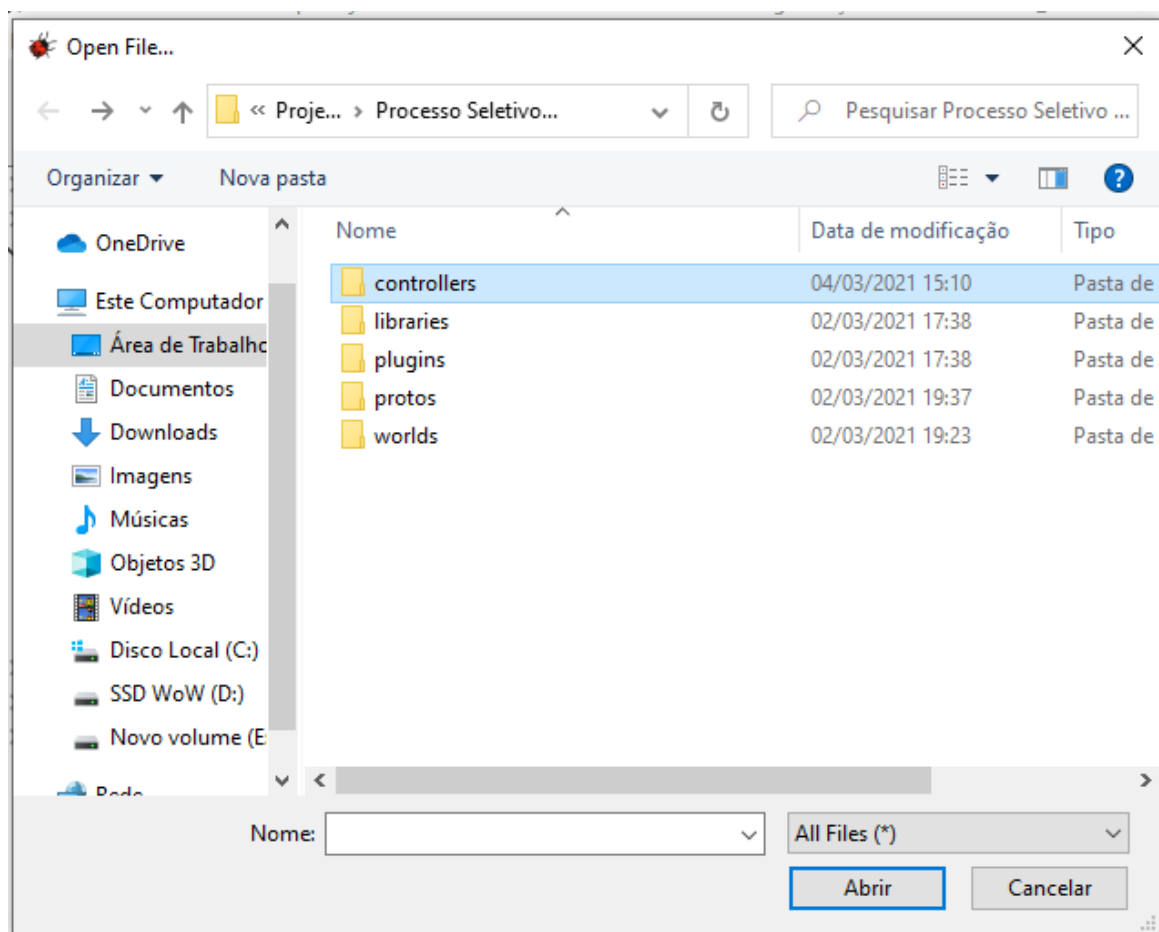 Open File...
« Proje... › Processo Seletivo...
Pesquisar Processo Seletivo ...
Organizar
Nova pasta
?
Nome
Data de modificação
Tipo
OneDrive
Este Computador
Área de Trabalho
Documentos
Downloads
Imagens
Músicas
Objetos 3D
Vídeos
Disco Local (C:)
SSD WoW (D:)
Novo volume (E:
controllers 04/03/2021 15:10 Pasta de
libraries 02/03/2021 17:38 Pasta de
plugins 02/03/2021 17:38 Pasta de
protos 02/03/2021 19:37 Pasta de
worlds 02/03/2021 19:23 Pasta de
Nome:
All Files (*)
Abrir
Cancelar